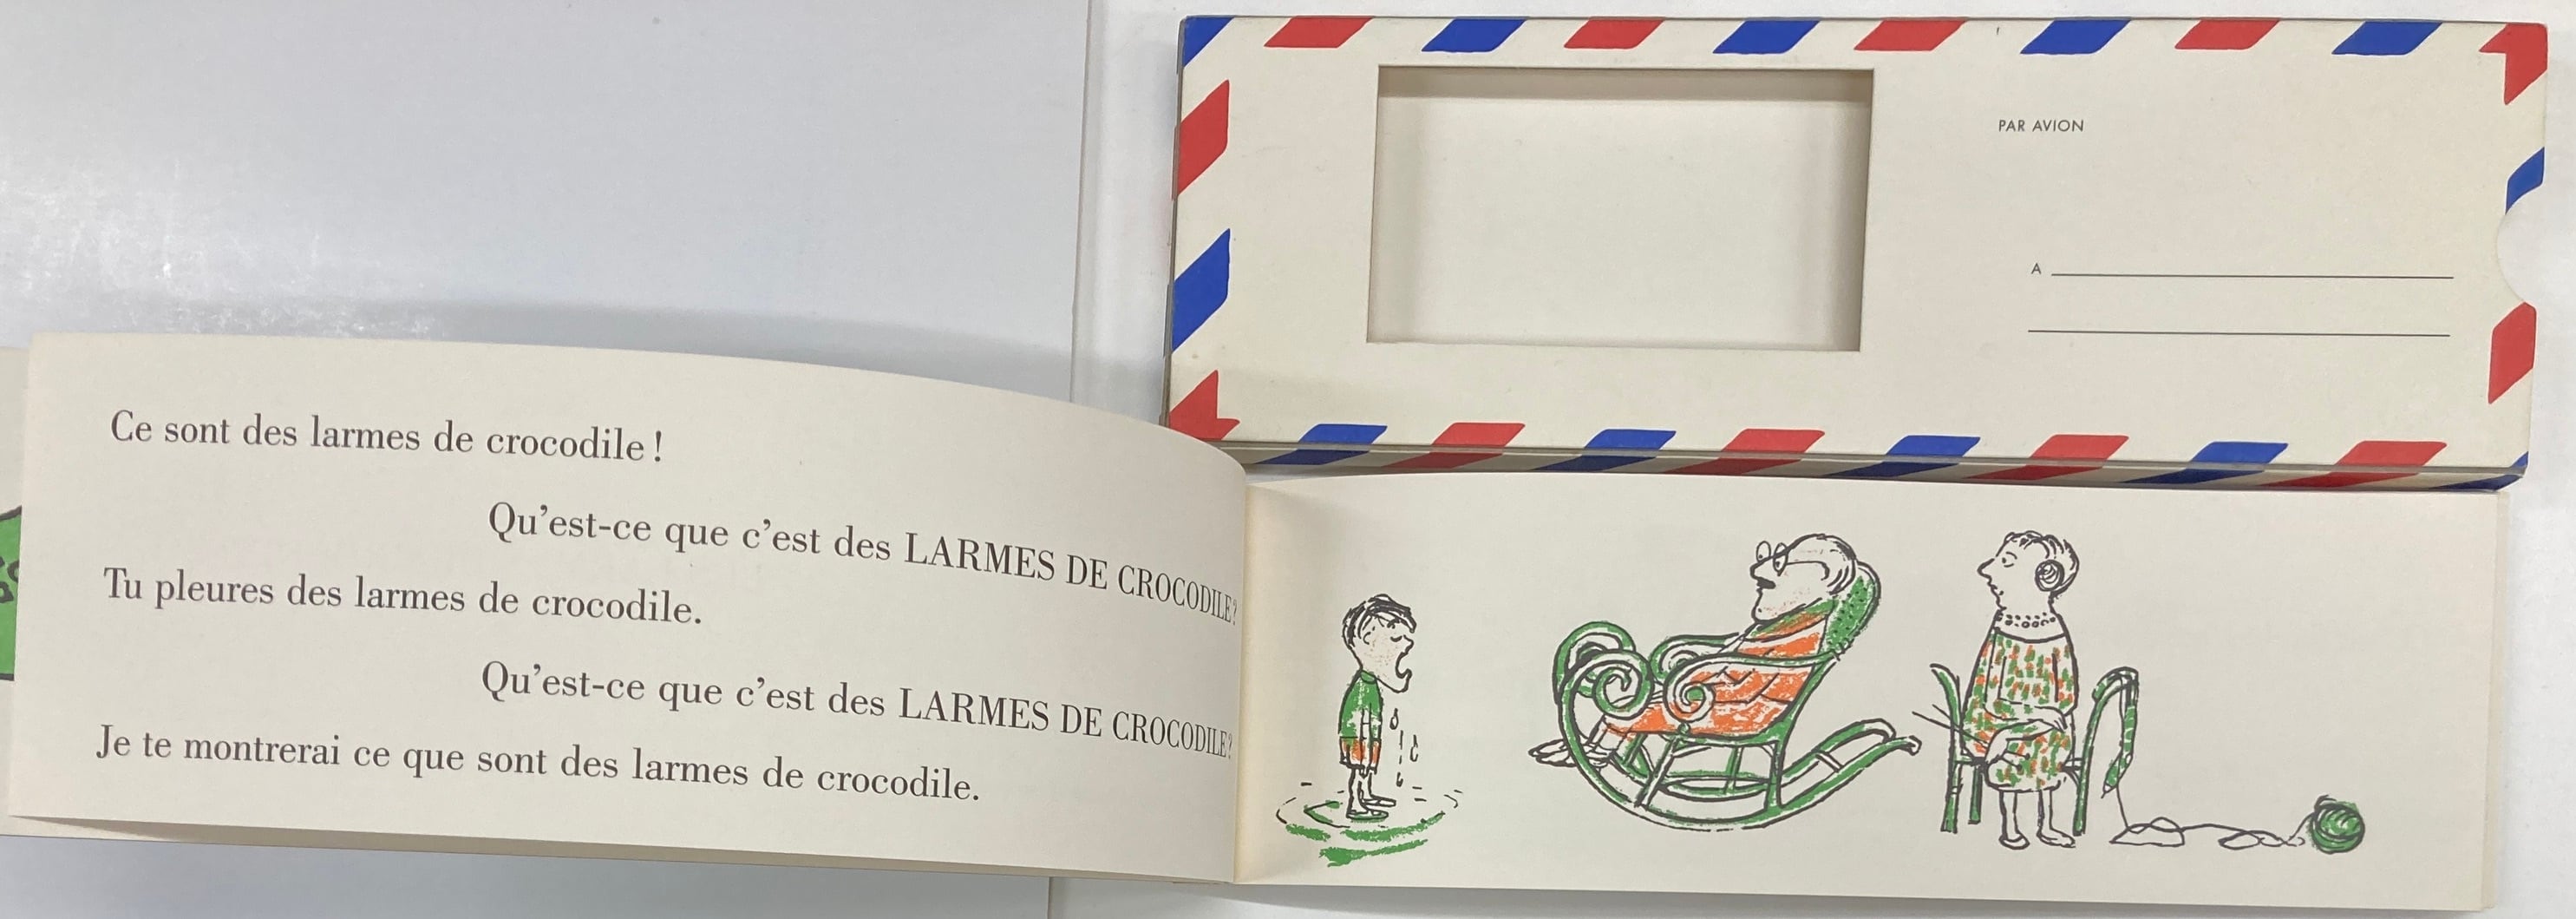 PAR AVION
A
Ce sont des larmes de crocodile !
Qu'est-ce que c'est des LARMES DE CROCODILE?
Tu pleures des larmes de crocodile.
Qu'est-ce que c'est des LARMES DE CROCODILE?
Je te montrerai ce que sont des larmes de crocodile.